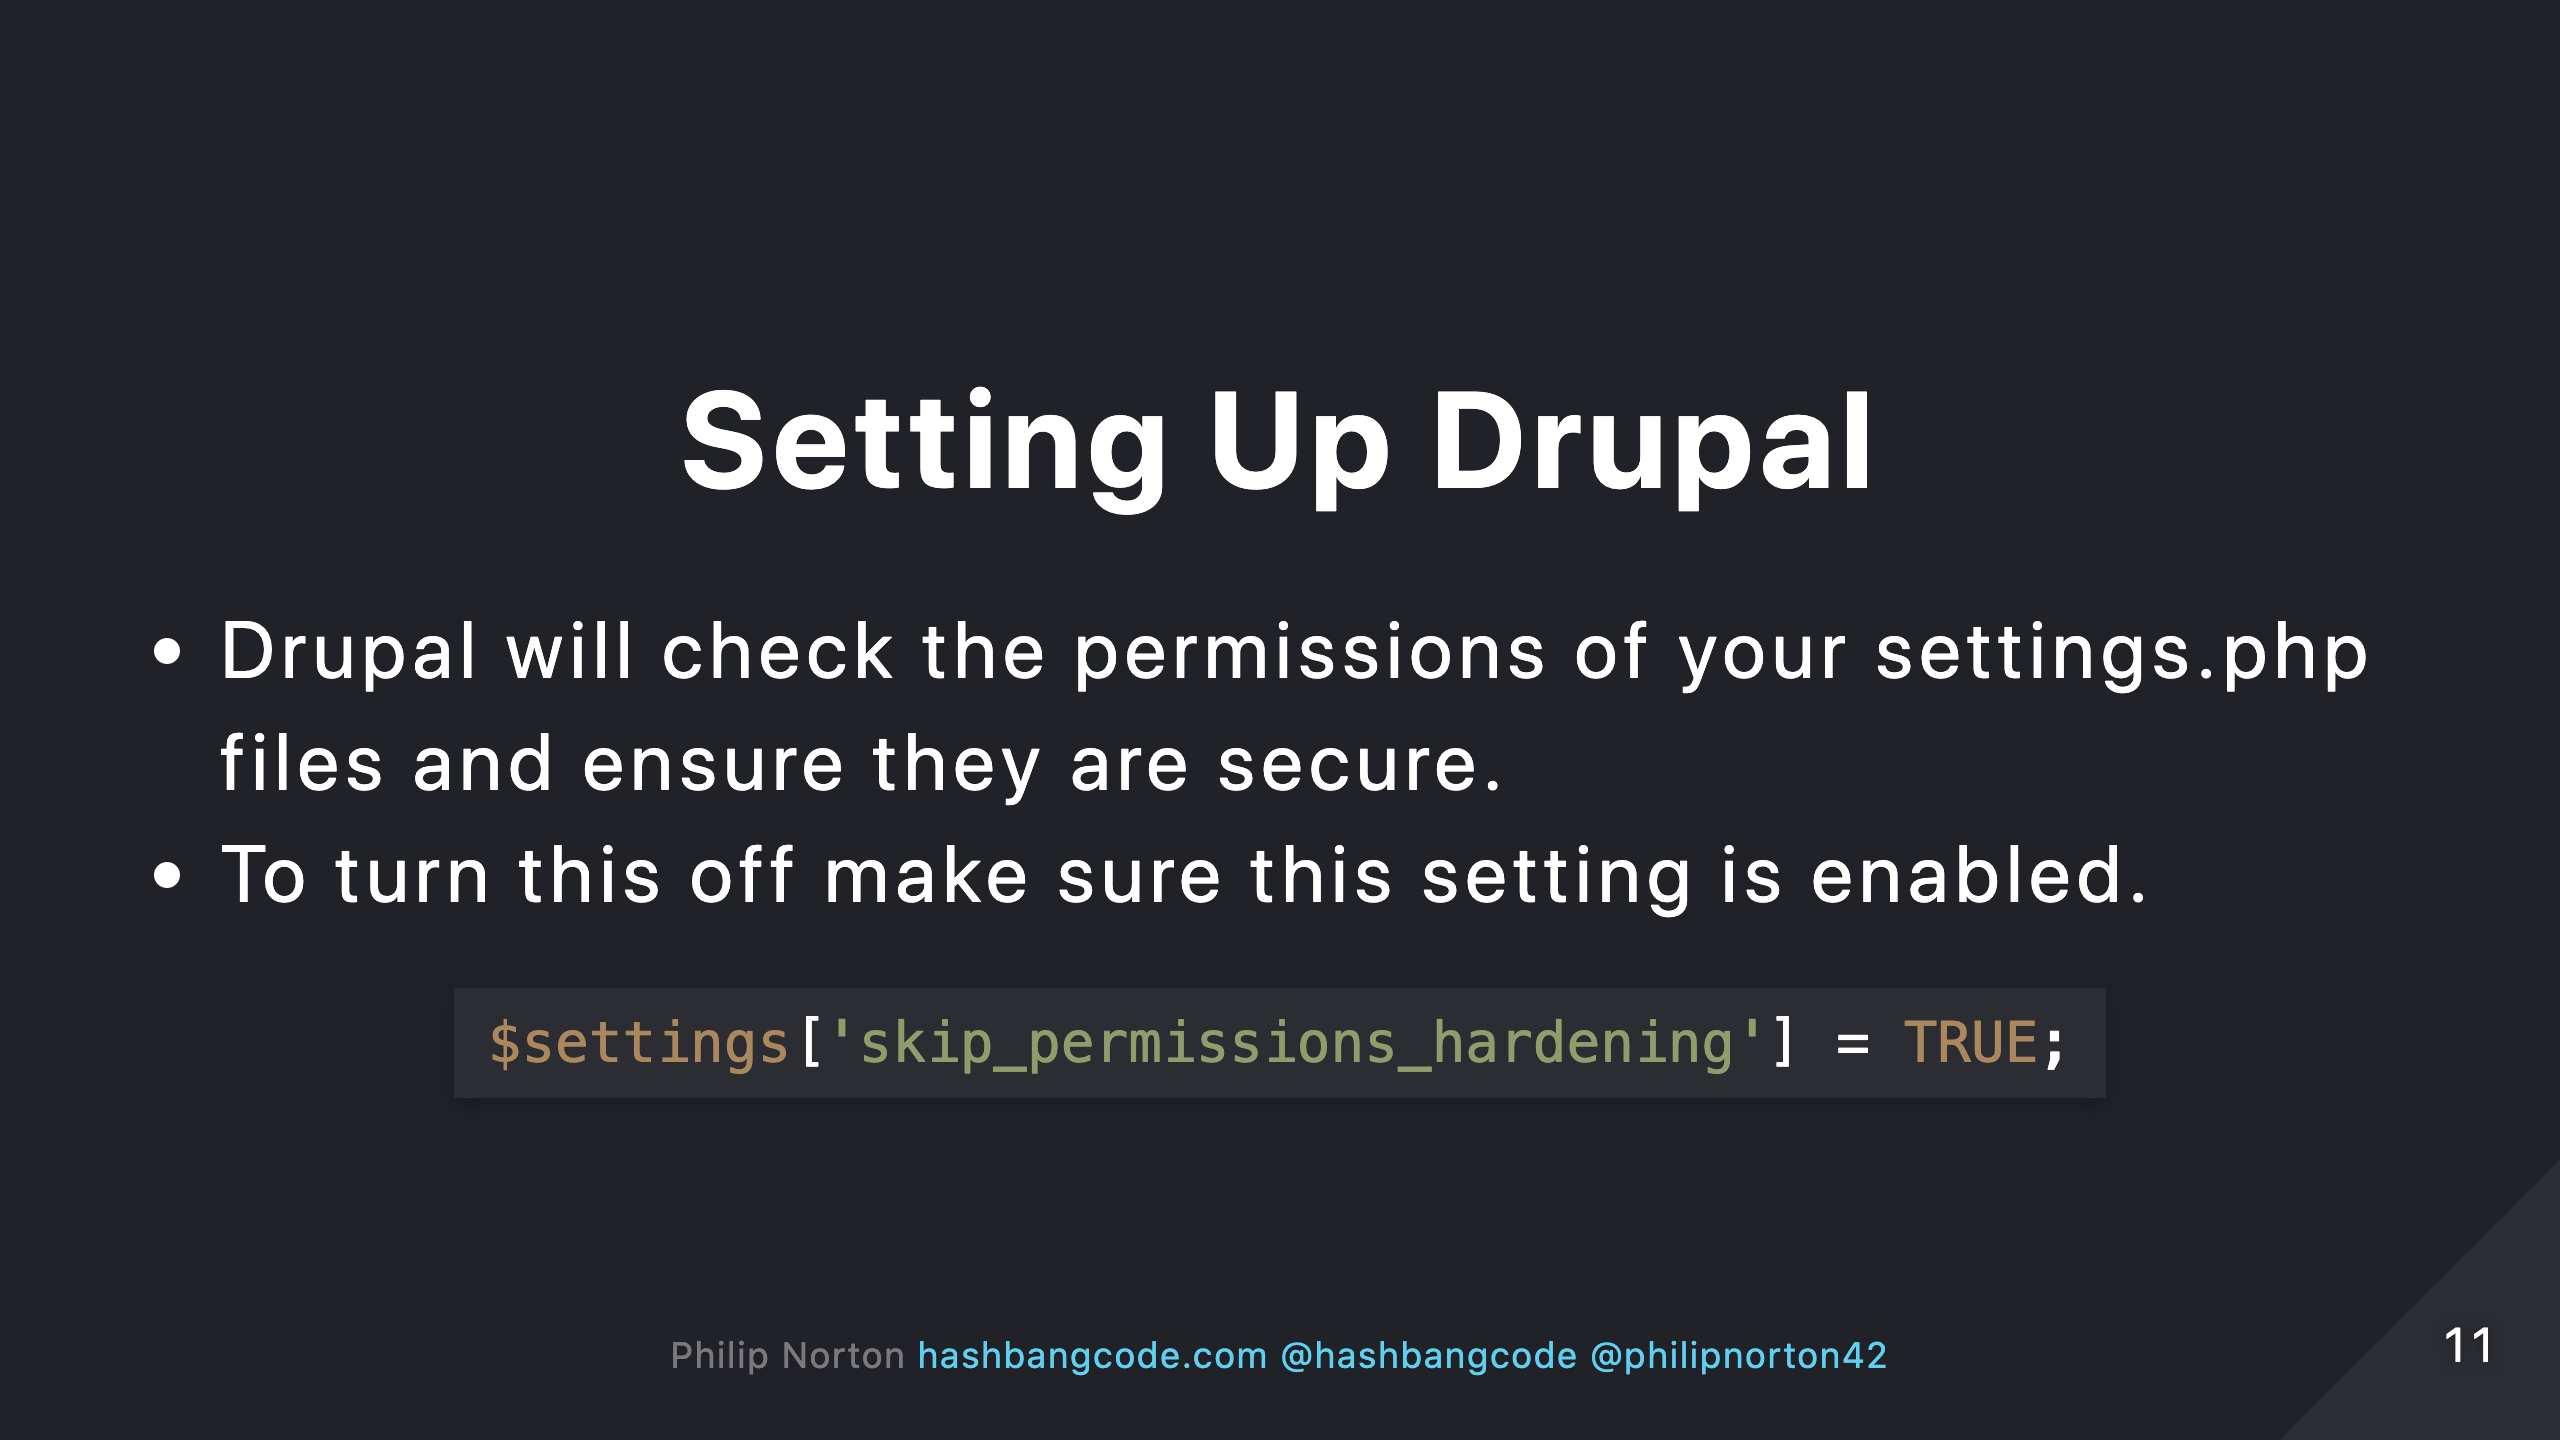 Setting Up Drupal
• Drupal will check the permissions of your settings.php
files and ensure they are secure.
• To turn this off make sure this setting is enabled.
$settings['skip_permissions_hardening'] = TRUE;
Philip Norton hashbangcode.com @hashbangcode @philipnorton42
11